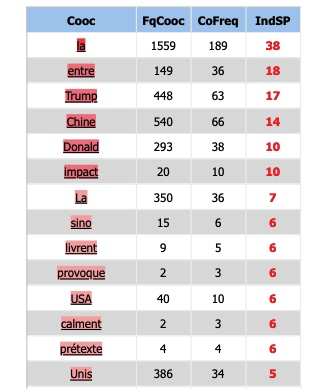 Cooc FqCooc CoFreq IndSP
la 1559 189 38
entre 149 36 18
Trump 448 63 17
Chine 540 66 14
Donald 293 38 10
impact 20 10 10
La 350 36 7
sino 15 6 6
livrent 9 5 6
provoque 2 3 6
USA 40 10 6
calment 2 3 6
prétexte 4 4 6
Unis 386 34 5